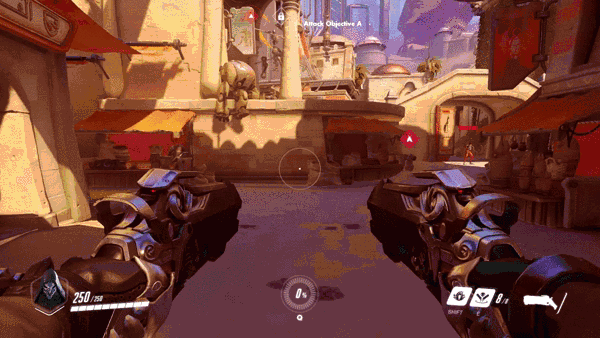 A
Attack Objective A
A
250/250
0%
Q
8/8
SHIFT
E